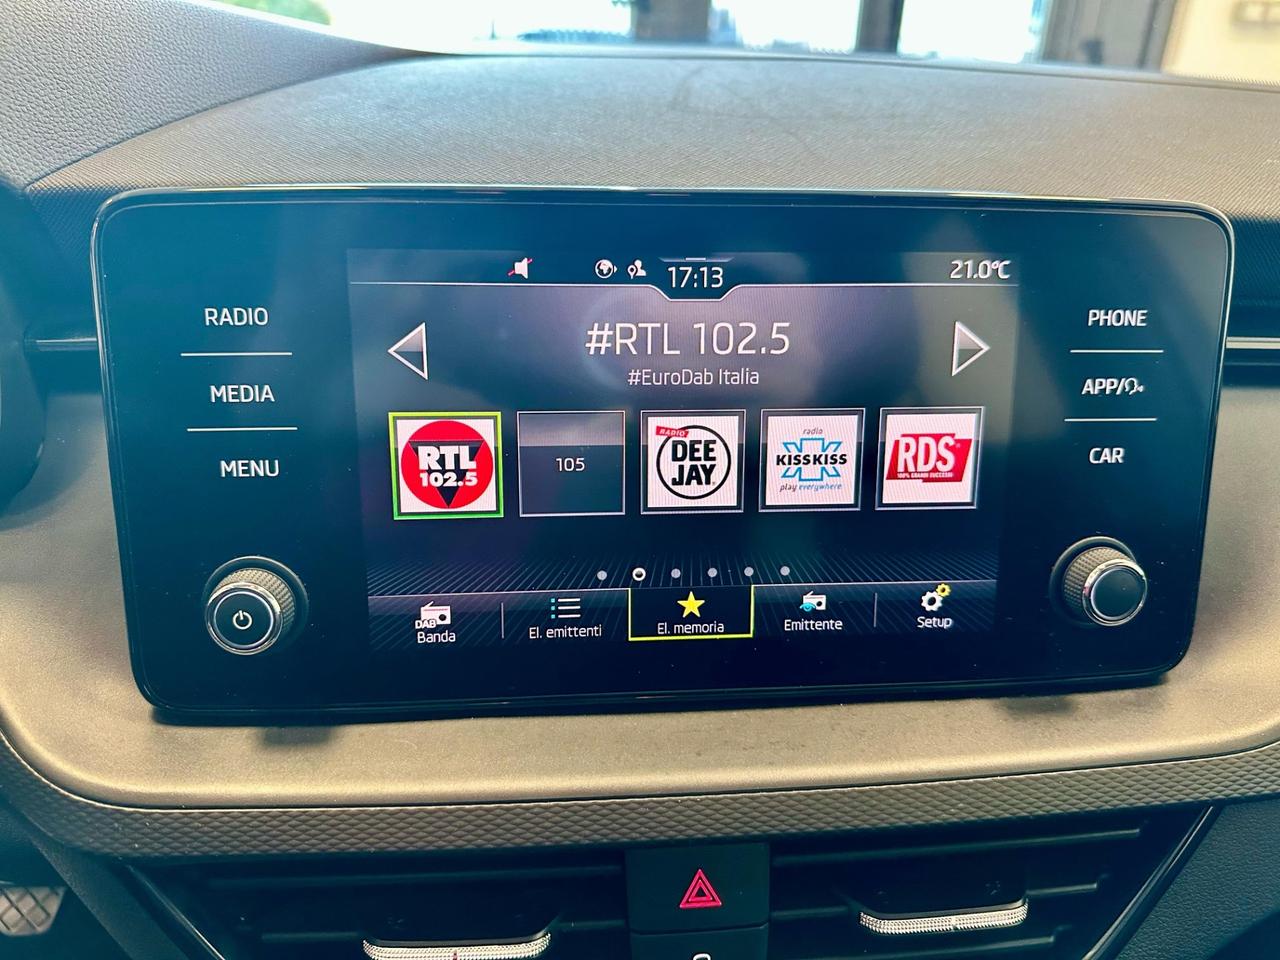 17:13
21.0°C
RADIO
MEDIA
MENU
PHONE
APP/
CAR
#RTL 102.5
#EuroDab Italia
RTL
102.5
105
RADIO
DEE
JAY
radio
KISSKISS
play everywhere
RDS
100% GRANDI SUCCESSI
DAB
Banda
El. emittenti
El. memoria
Emittente
Setup